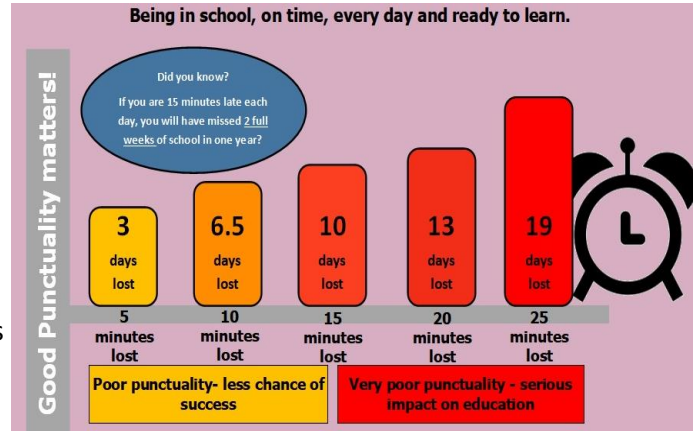 Being in school, on time, every day and ready to learn.
Good Punctuality matters!
Did you know?
If you are 15 minutes late each
day, you will have missed 2 full
weeks of school in one year?
3
days
lost
6.5
days
lost
10
days
lost
13
days
lost
19
days
lost
5
minutes
lost
10
minutes
lost
15
minutes
lost
20
minutes
lost
25
minutes
lost
Poor punctuality- less chance of
success
Very poor punctuality - serious
impact on education
s